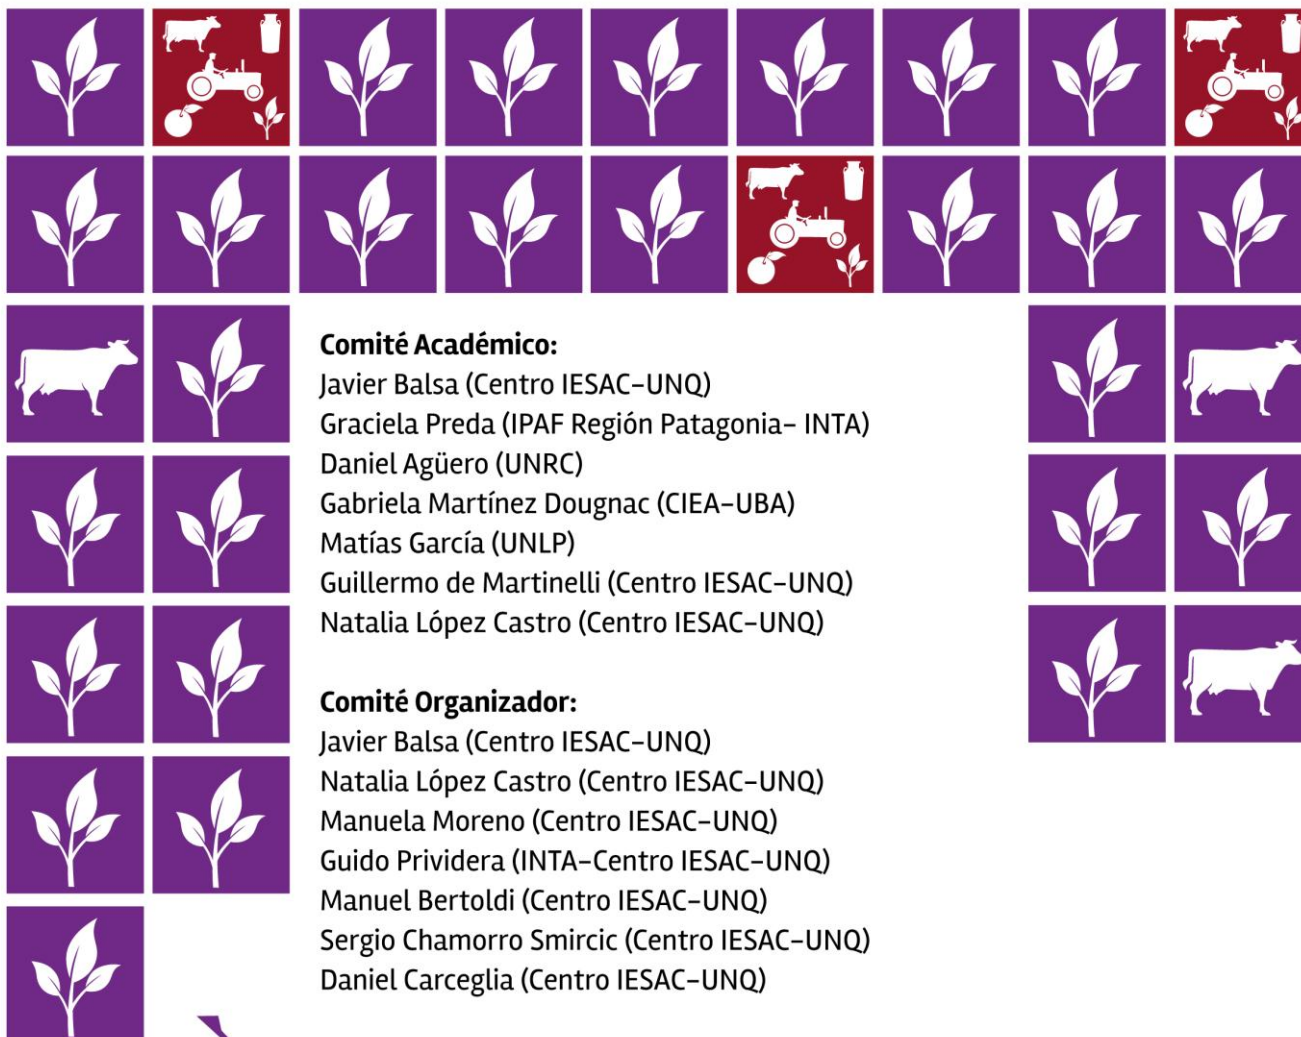 Comité Académico:
Javier Balsa (Centro IESAC–UNQ)
Graciela Preda (IPAF Región Patagonia– INTA)
Daniel Agüero (UNRC)
Gabriela Martínez Dougnac (CIEA–UBA)
Matías García (UNLP)
Guillermo de Martinelli (Centro IESAC–UNQ)
Natalia López Castro (Centro IESAC–UNQ)
Comité Organizador:
Javier Balsa (Centro IESAC–UNQ)
Natalia López Castro (Centro IESAC–UNQ)
Manuela Moreno (Centro IESAC–UNQ)
Guido Prividera (INTA–Centro IESAC–UNQ)
Manuel Bertoldi (Centro IESAC–UNQ)
Sergio Chamorro Smircic (Centro IESAC–UNQ)
Daniel Carceglia (Centro IESAC–UNQ)